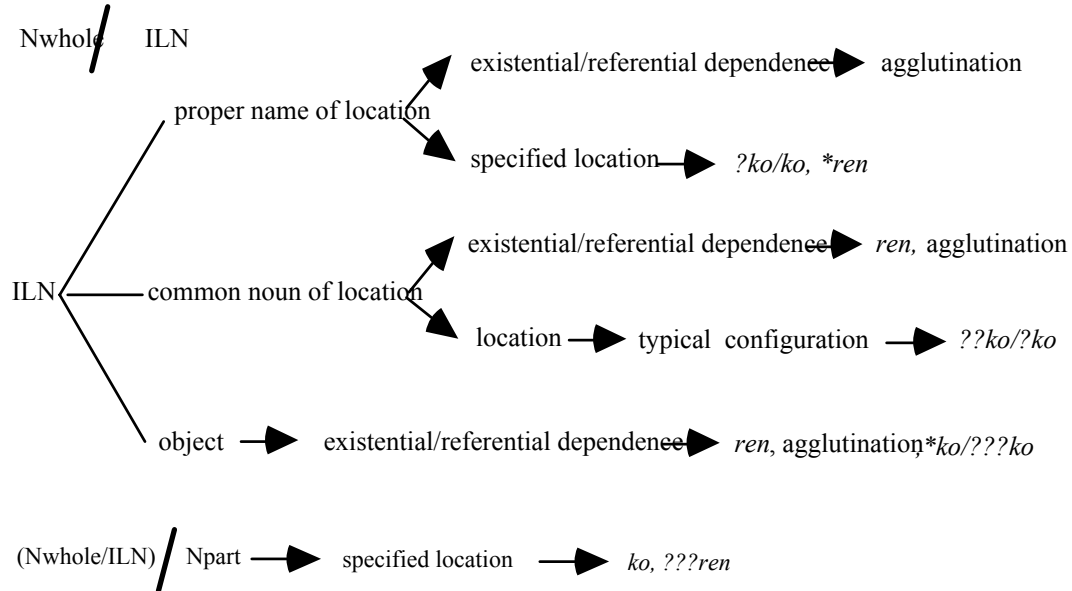 Nwhole / ILN
existential/referential dependence agglutination
proper name of location
specified location ?ko/ko, *ren
existential/referential dependence ren, agglutination
ILN common noun of location
location typical configuration ??ko/?ko
object existential/referential dependence ren, agglutination,*ko/???ko
(Nwhole/ILN) / Npart specified location ko, ???ren